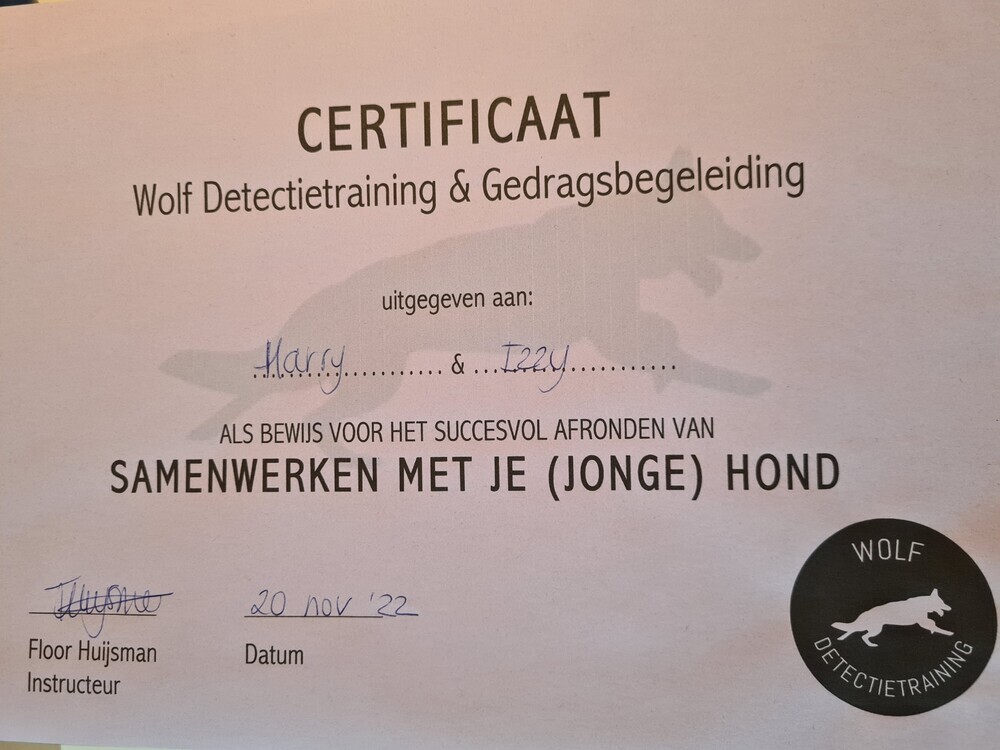 CERTIFICAAT
Wolf Detectietraining & Gedragsbegeleiding
uitgegeven aan:
Harry & Izzy
ALS BEWIJS VOOR HET SUCCESVOL AFRONDEN VAN
SAMENWERKEN MET JE (JONGE) HOND
20 nov '22
Floor Huijsman
Datum
Instructeur
WOLF
DETECTIETRAINING